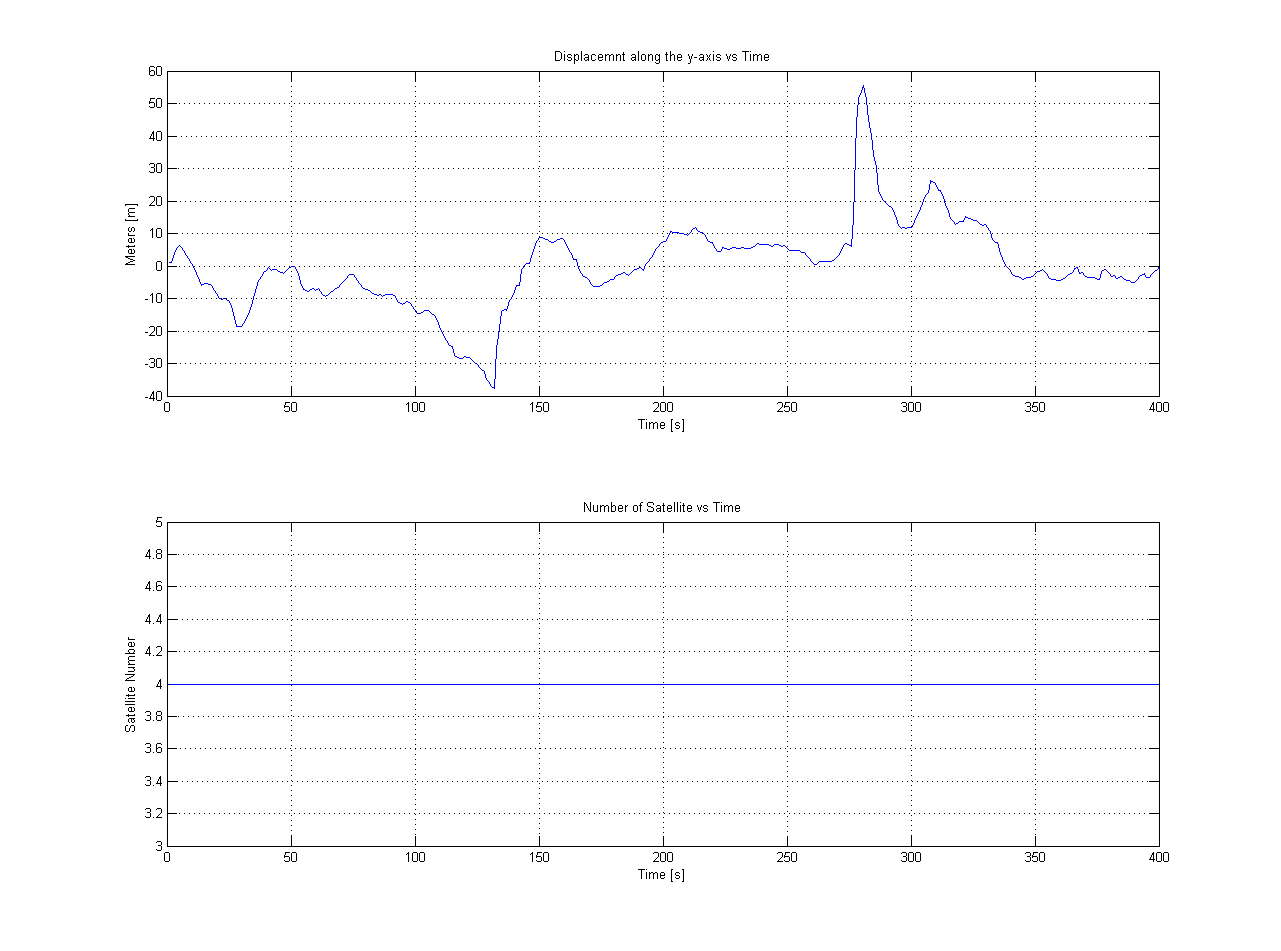 Displacemnt along the y-axis vs Time
60
50
40
30
20
10
0
-10
-20
-30
-40
Meters [m]
0 50 100 150 200 250 300 350 400
Time [s]
Number of Satellite vs Time
5
4.8
4.6
4.4
4.2
4
3.8
3.6
3.4
3.2
3
Satellite Number
0 50 100 150 200 250 300 350 400
Time [s]